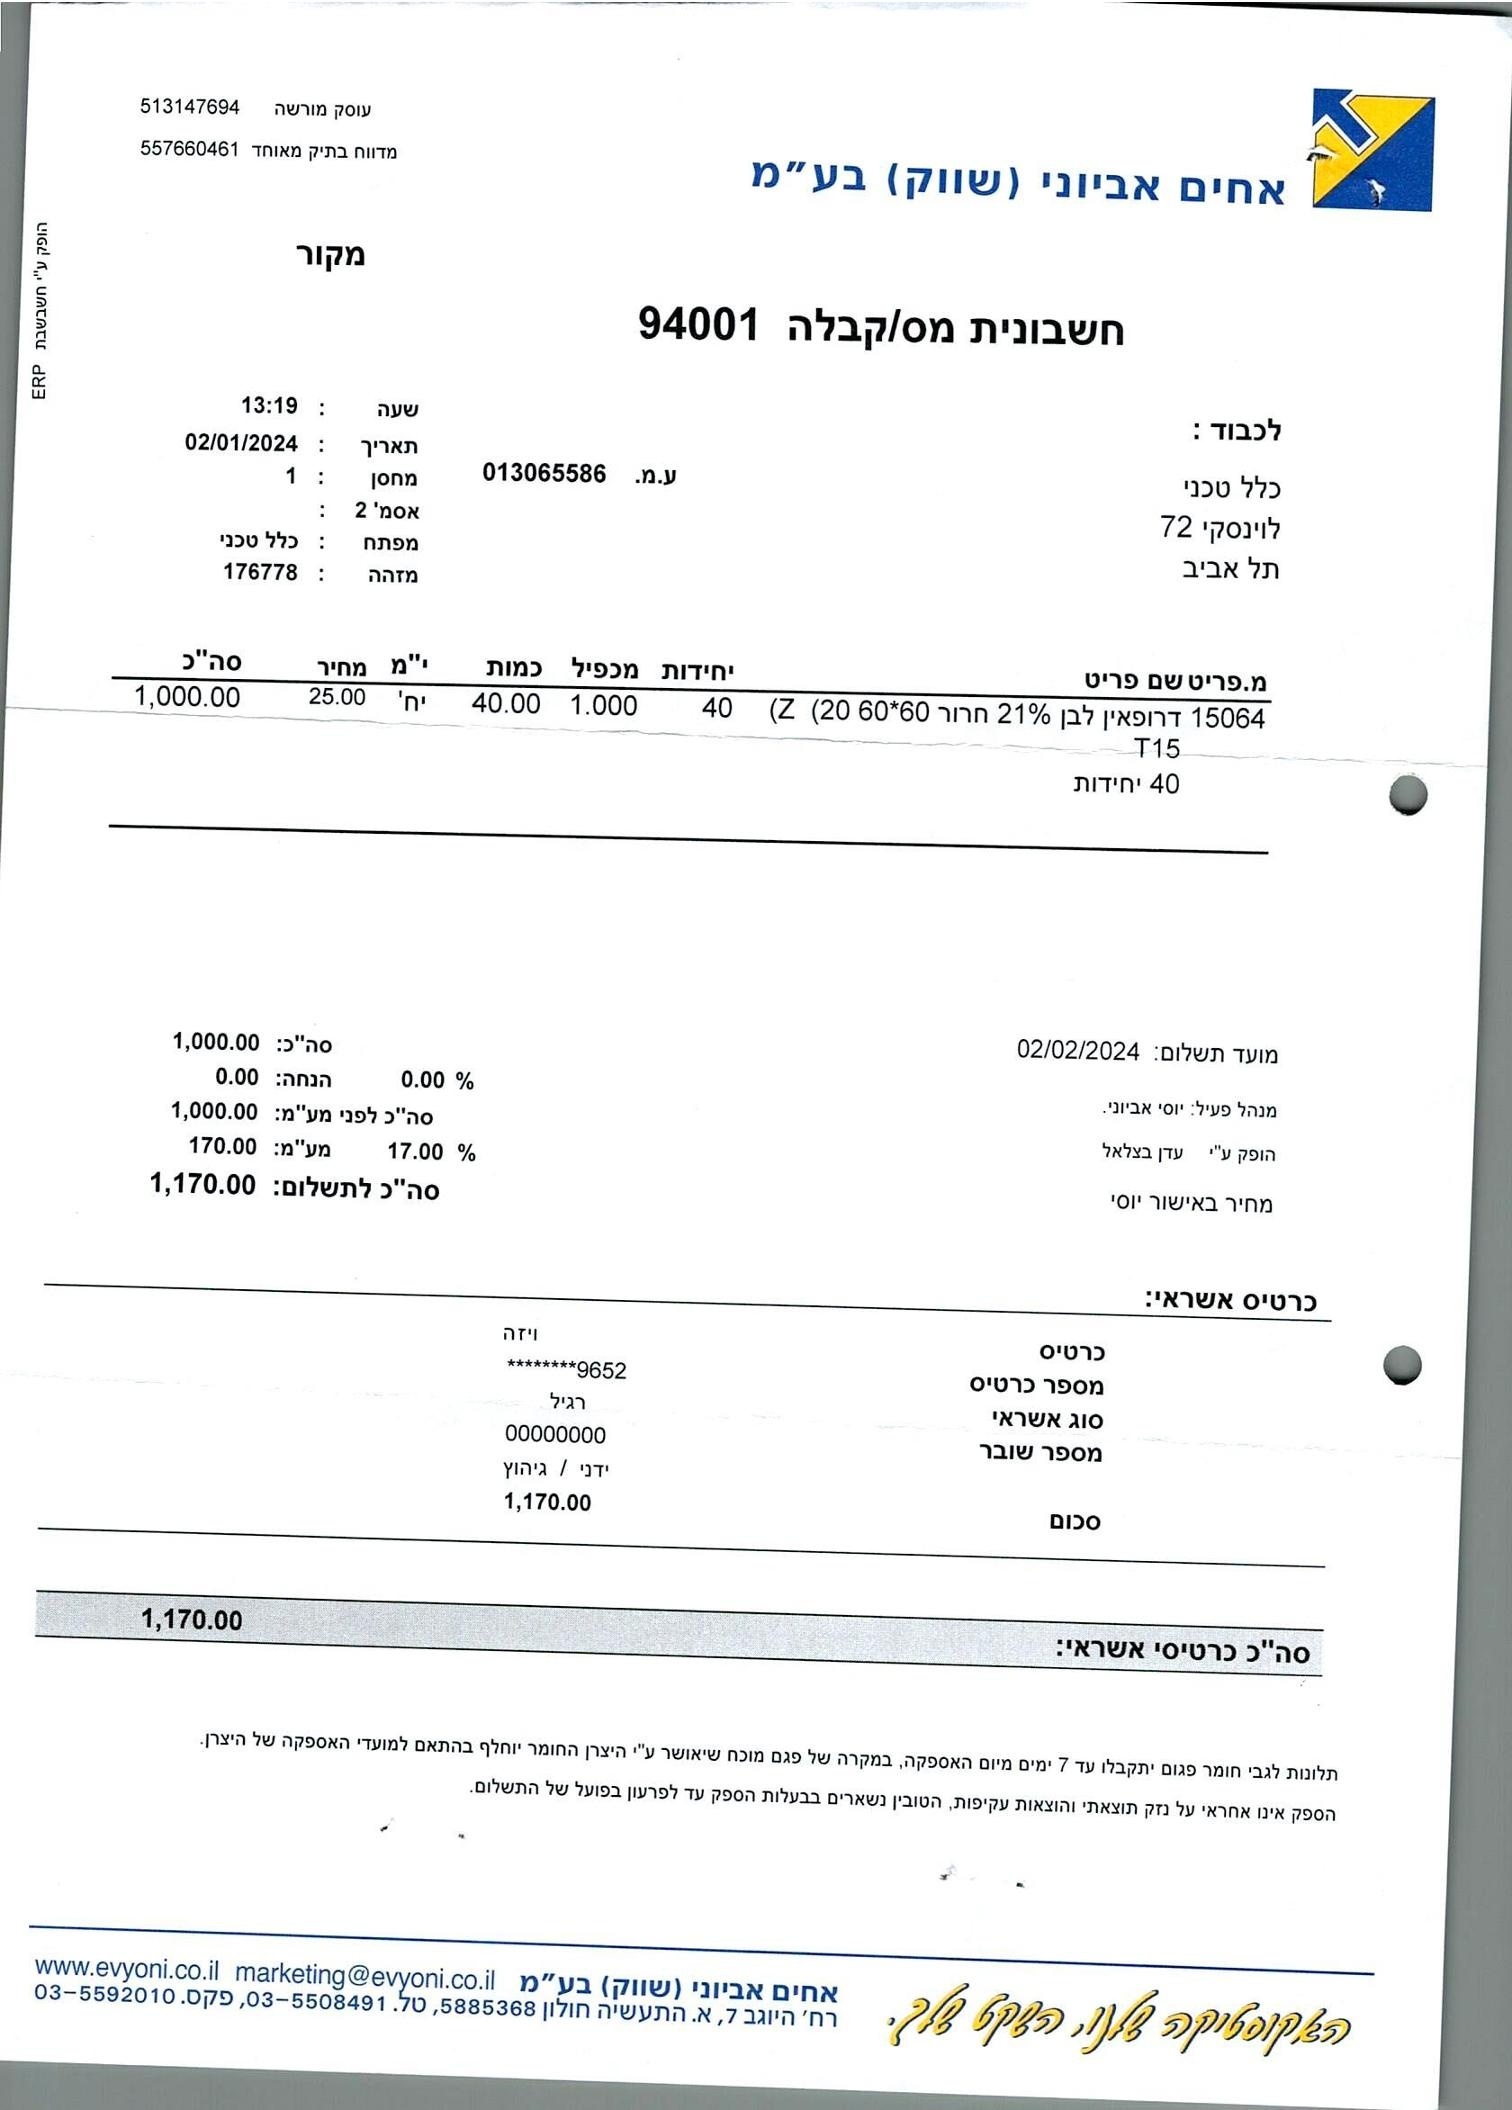 עוסק מורשה 513147694
מדווח בתיק מאוחד 557660461
אחים אביוני (שווק) בע״מ
הופק ע"י חשבשבת ERP
מקור
חשבונית מס/קבלה 94001
שעה : 13:19
לכבוד :
תאריך : 02/01/2024
ע.מ. 013065586
מחסן : 1
כלל טכני
אסמ' 2 :
לוינסקי 72
מפתח : כלל טכני
תל אביב
מזהה : 176778
מ.פריט שם פריט יחידות מכפיל כמות י"מ מחיר סה"כ
15064 דרופאין לבן 21% חרור 60*60 20) Z) 40 1.000 40.00 יח' 25.00 1,000.00
T15
40 יחידות
מועד תשלום: 02/02/2024
סה"כ: 1,000.00
% 0.00 הנחה: 0.00
מנהל פעיל: יוסי אביוני.
סה"כ לפני מע"מ: 1,000.00
הופק ע"י עדן בצלאל
% 17.00 מע"מ: 170.00
מחיר באישור יוסי
סה"כ לתשלום: 1,170.00
כרטיס אשראי:
כרטיס ויזה
מספר כרטיס ********9652
סוג אשראי רגיל
מספר שובר 00000000
ידני / גיהוץ
סכום 1,170.00
סה"כ כרטיסי אשראי: 1,170.00
תלונות לגבי חומר פגום יתקבלו עד 7 ימים מיום האספקה, במקרה של פגם מוכח שיאושר ע"י היצרן החומר יוחלף בהתאם למועדי האספקה של היצרן.
הספק אינו אחראי על נזק תוצאתי והוצאות עקיפות, הטובין נשארים בבעלות הספק עד לפרעון בפועל של התשלום.
האקוסטיקה שלנו, השקט שלך.
אחים אביוני (שווק) בע״מ marketing@evyoni.co.il www.evyoni.co.il
רח׳ היוגב 7, א. התעשיה חולון 5885368, טל. 03-5508491, פקס. 03-5592010